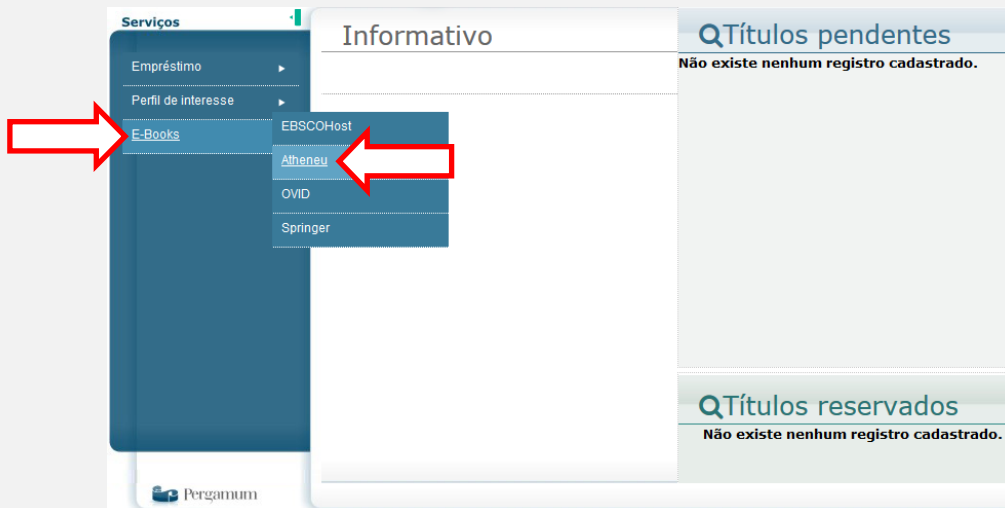 Serviços
Empréstimo
Perfil de interesse
E-Books
EBSCOHost
Atheneu
OVID
Springer
Pergamum
Informativo
Títulos pendentes
Não existe nenhum registro cadastrado.
Títulos reservados
Não existe nenhum registro cadastrado.